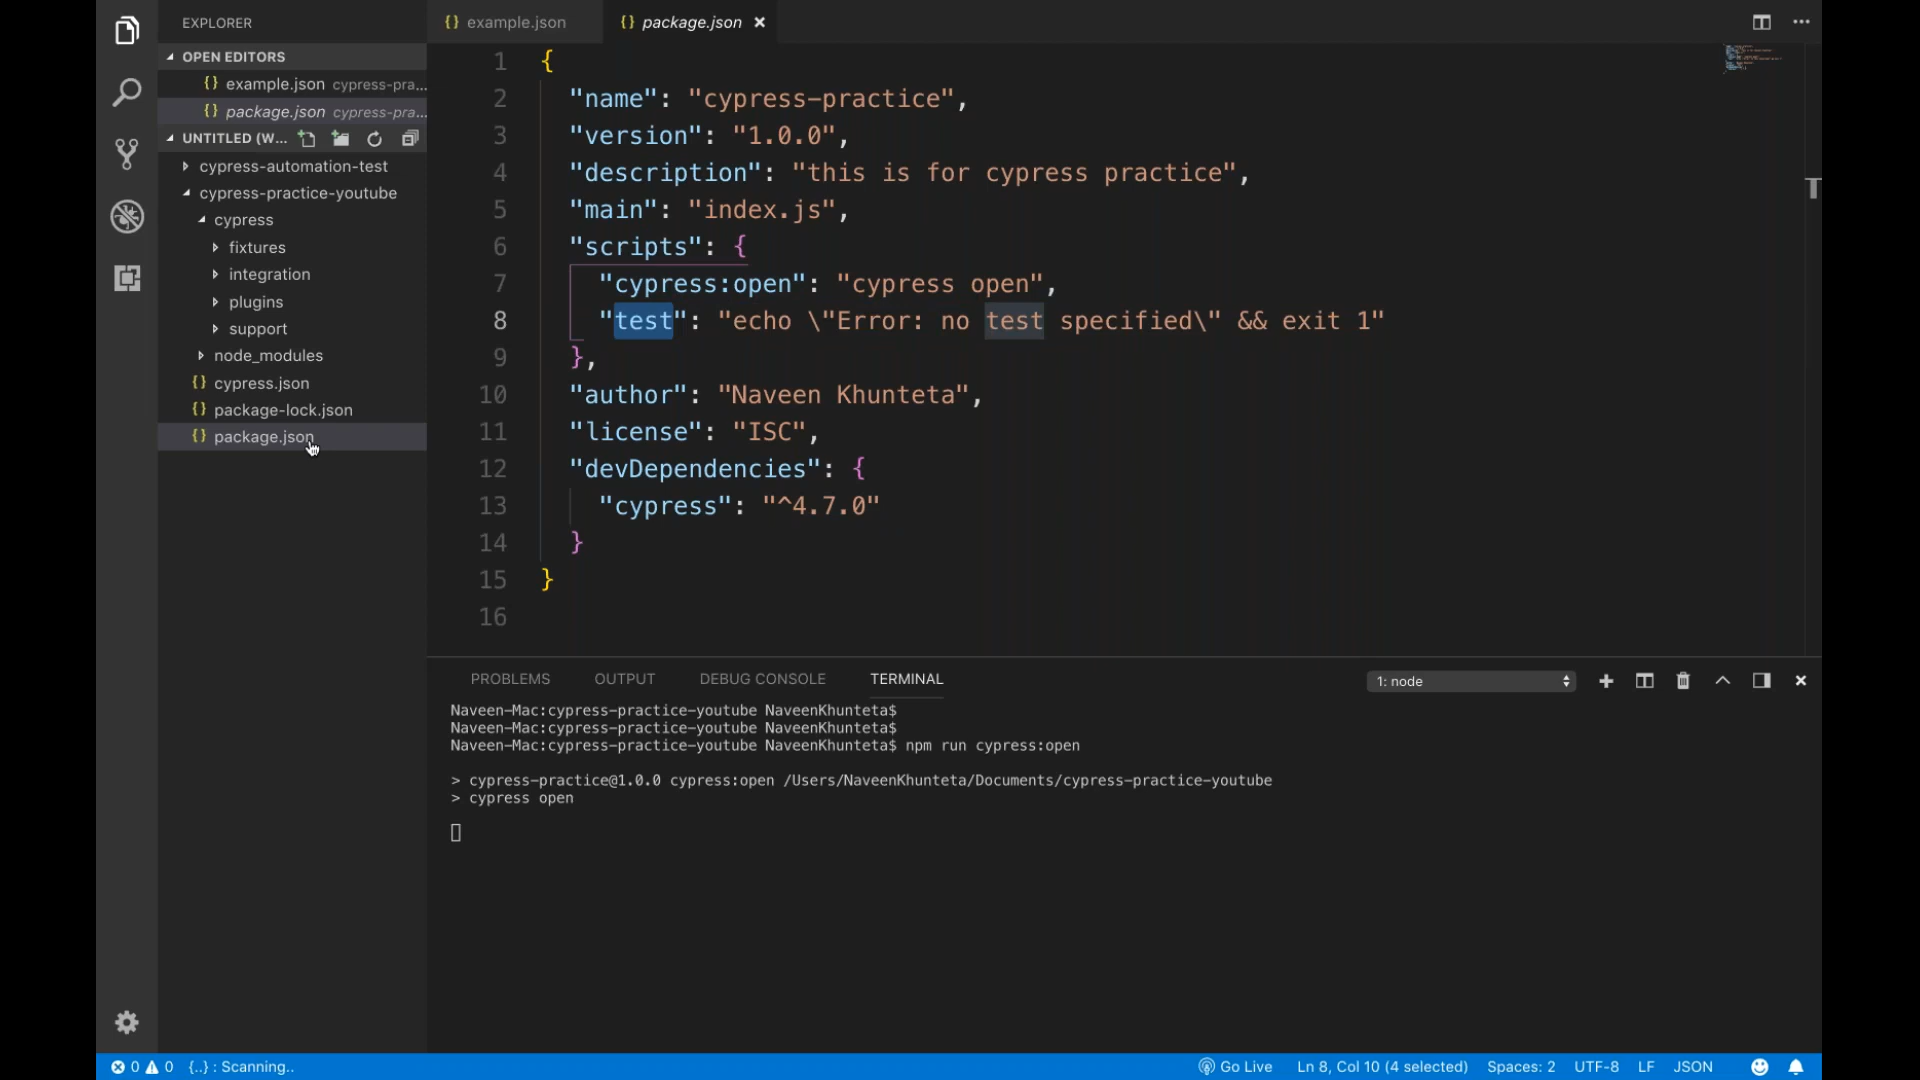 EXPLORER
OPEN EDITORS
{} example.json cypress-pra...
{} package.json cypress-pra...
UNTITLED (W...
cypress-automation-test
cypress-practice-youtube
cypress
fixtures
integration
plugins
support
node_modules
{} cypress.json
{} package-lock.json
{} package.json
{} example.json
{} package.json
1 {
2 "name": "cypress-practice",
3 "version": "1.0.0",
4 "description": "this is for cypress practice",
5 "main": "index.js",
6 "scripts": {
7 "cypress:open": "cypress open",
8 "test": "echo \"Error: no test specified\" && exit 1"
9 },
10 "author": "Naveen Khunteta",
11 "license": "ISC",
12 "devDependencies": {
13 "cypress": "^4.7.0"
14 }
15 }
16
PROBLEMS OUTPUT DEBUG CONSOLE TERMINAL
1: node
Naveen-Mac:cypress-practice-youtube NaveenKhunteta$
Naveen-Mac:cypress-practice-youtube NaveenKhunteta$
Naveen-Mac:cypress-practice-youtube NaveenKhunteta$ npm run cypress:open
> cypress-practice@1.0.0 cypress:open /Users/NaveenKhunteta/Documents/cypress-practice-youtube
> cypress open
0 0 {..} : Scanning.. Go Live Ln 8, Col 10 (4 selected) Spaces: 2 UTF-8 LF JSON